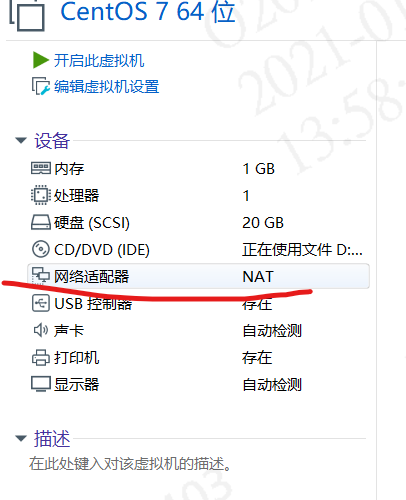 CentOS 7 64 位
开启此虚拟机
编辑虚拟机设置
设备
内存 1 GB
处理器 1
硬盘 (SCSI) 20 GB
CD/DVD (IDE) 正在使用文件 D:...
网络适配器 NAT
USB 控制器 存在
声卡 自动检测
打印机 存在
显示器 自动检测
描述
在此处键入对该虚拟机的描述。